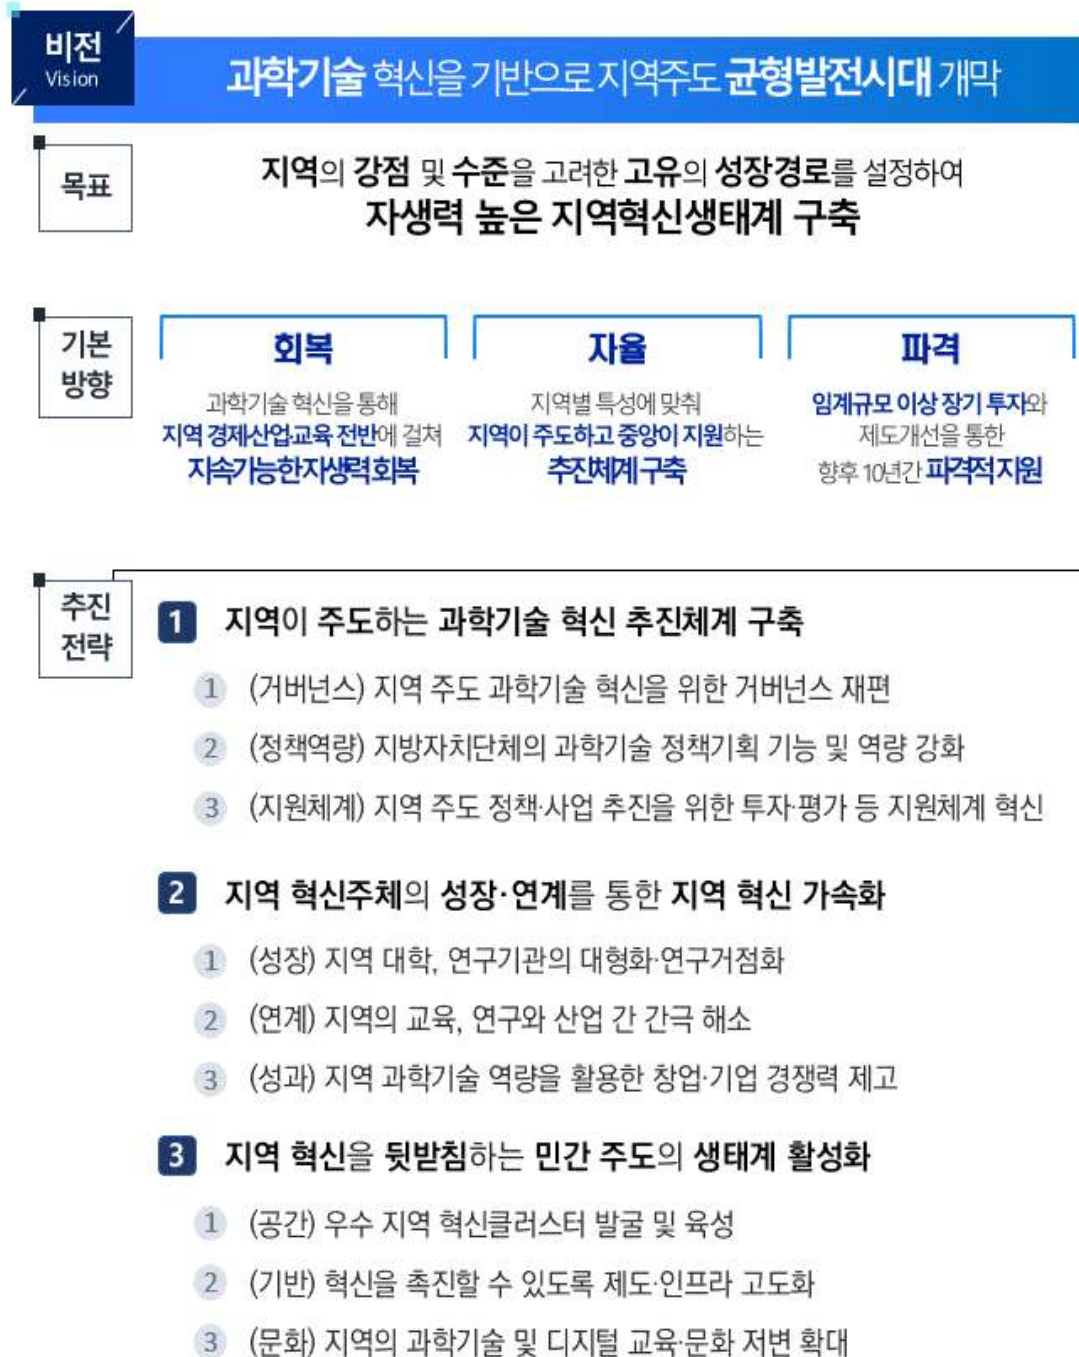 비전
Vision
과학기술 혁신을 기반으로 지역주도 균형발전시대 개막
목표
지역의 강점 및 수준을 고려한 고유의 성장경로를 설정하여
자생력 높은 지역혁신생태계 구축
기본
방향
회복
과학기술 혁신을 통해
지역 경제·산업·교육 전반에 걸쳐
지속가능한 자생력 회복
자율
지역별 특성에 맞춰
지역이 주도하고 중앙이 지원하는
추진체계 구축
파격
임계규모 이상 장기 투자와
제도개선을 통한
향후 10년간 파격적 지원
추진
전략
1 지역이 주도하는 과학기술 혁신 추진체계 구축
1 (거버넌스) 지역 주도 과학기술 혁신을 위한 거버넌스 재편
2 (정책역량) 지방자치단체의 과학기술 정책기획 기능 및 역량 강화
3 (지원체계) 지역 주도 정책·사업 추진을 위한 투자·평가 등 지원체계 혁신
2 지역 혁신주체의 성장·연계를 통한 지역 혁신 가속화
1 (성장) 지역 대학, 연구기관의 대형화·연구거점화
2 (연계) 지역의 교육, 연구와 산업 간 간극 해소
3 (성과) 지역 과학기술 역량을 활용한 창업·기업 경쟁력 제고
3 지역 혁신을 뒷받침하는 민간 주도의 생태계 활성화
1 (공간) 우수 지역 혁신클러스터 발굴 및 육성
2 (기반) 혁신을 촉진할 수 있도록 제도·인프라 고도화
3 (문화) 지역의 과학기술 및 디지털 교육·문화 저변 확대